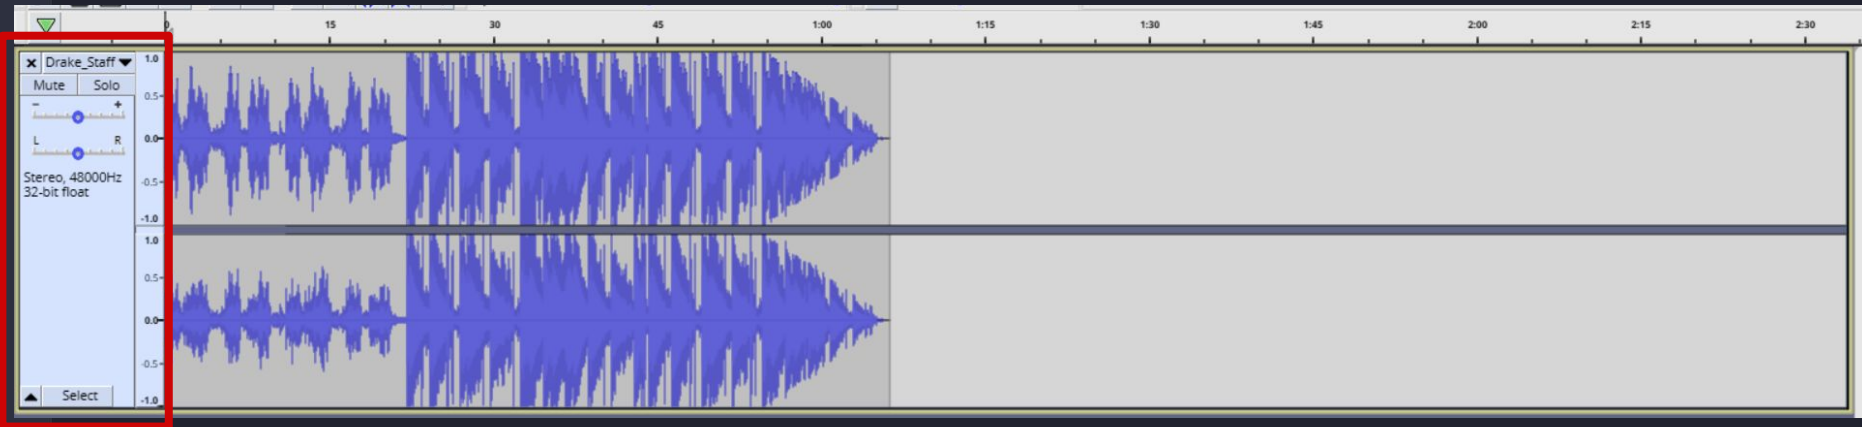 0 15 30 45 1:00 1:15 1:30 1:45 2:00 2:15 2:30
x Drake_Staff
Mute Solo
- +
L R
Stereo, 48000Hz
32-bit float
Select
1.0
0.5-
0.0-
-0.5-
-1.0
1.0
0.5-
0.0-
-0.5-
-1.0